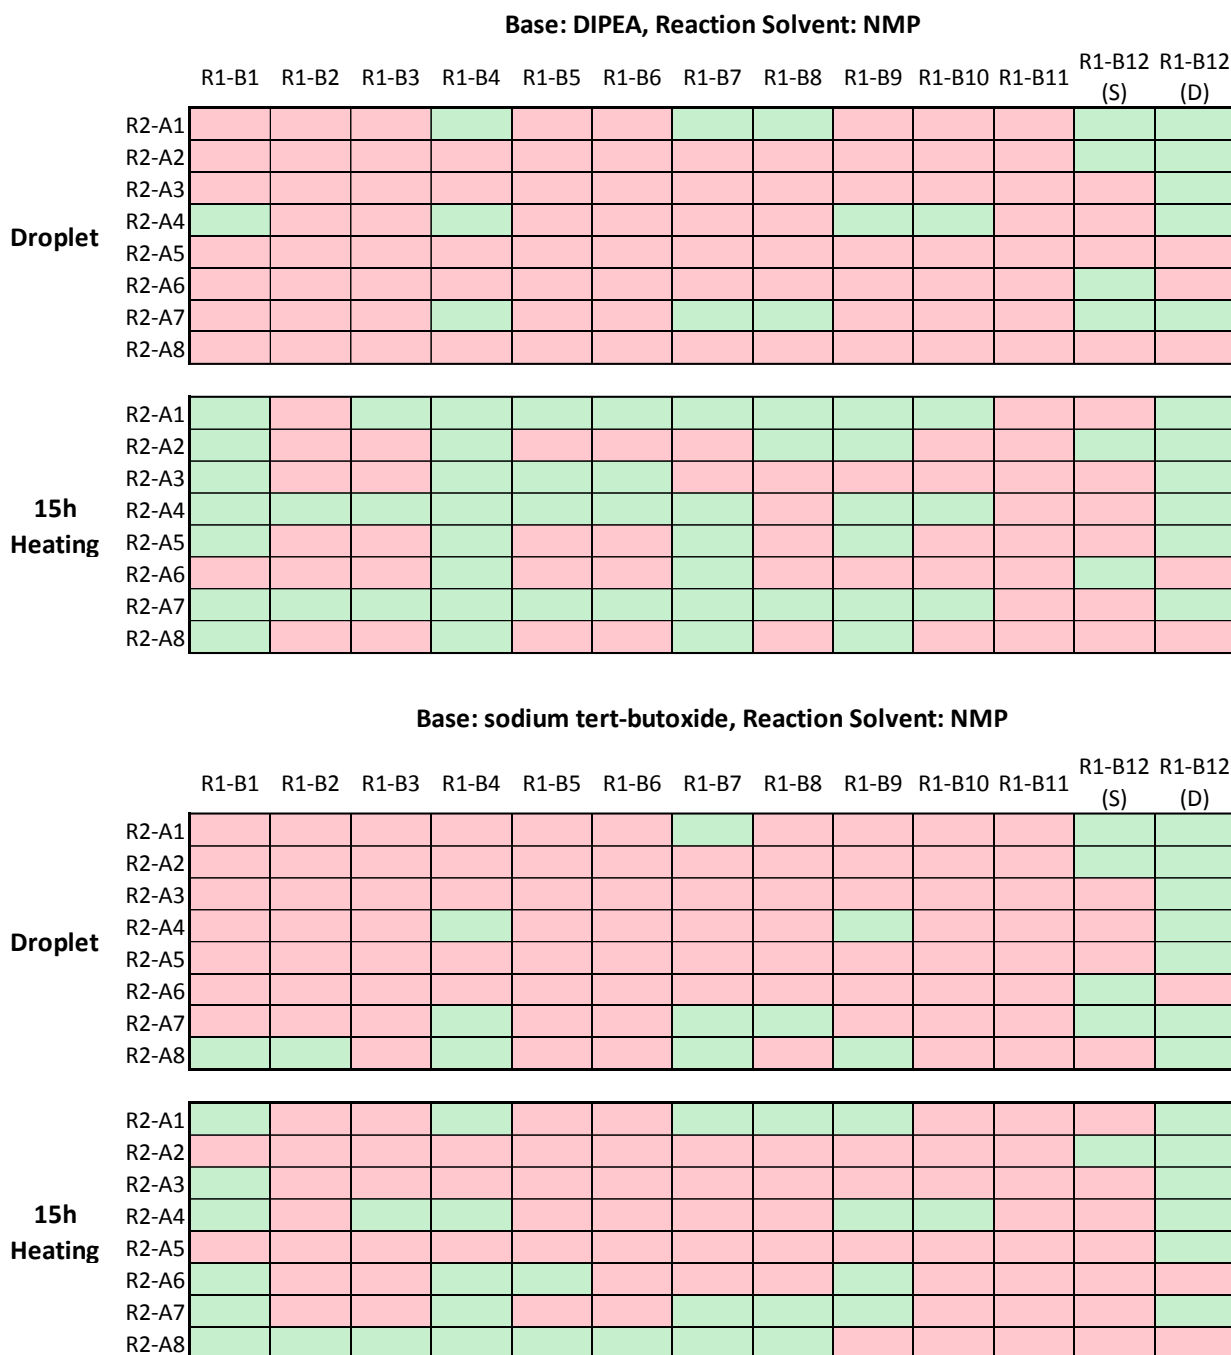 Base: DIPEA, Reaction Solvent: NMP
R1-B1 R1-B2 R1-B3 R1-B4 R1-B5 R1-B6 R1-B7 R1-B8 R1-B9 R1-B10 R1-B11 R1-B12 (S) R1-B12 (D)
Droplet
R2-A1
R2-A2
R2-A3
R2-A4
R2-A5
R2-A6
R2-A7
R2-A8
15h
Heating
R2-A1
R2-A2
R2-A3
R2-A4
R2-A5
R2-A6
R2-A7
R2-A8
Base: sodium tert-butoxide, Reaction Solvent: NMP
R1-B1 R1-B2 R1-B3 R1-B4 R1-B5 R1-B6 R1-B7 R1-B8 R1-B9 R1-B10 R1-B11 R1-B12 (S) R1-B12 (D)
Droplet
R2-A1
R2-A2
R2-A3
R2-A4
R2-A5
R2-A6
R2-A7
R2-A8
15h
Heating
R2-A1
R2-A2
R2-A3
R2-A4
R2-A5
R2-A6
R2-A7
R2-A8